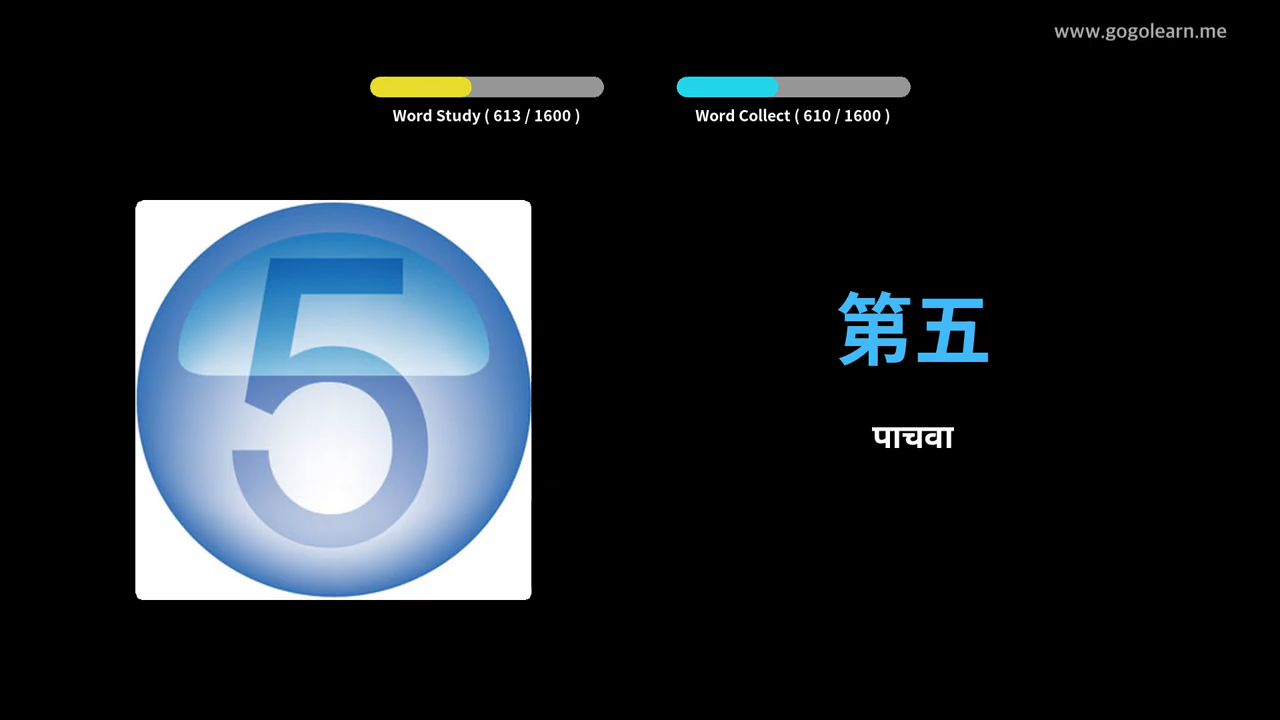 www.gogolearn.me
Word Study ( 613 / 1600 )
Word Collect ( 610 / 1600 )
5
第五
पाचवा